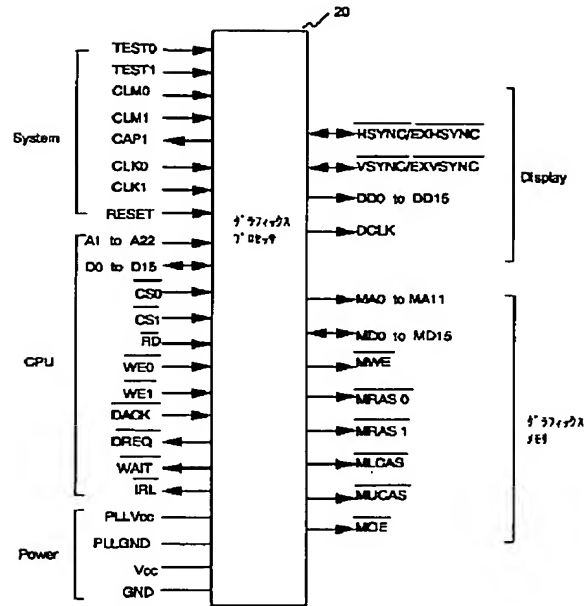 20
System
TEST0
TEST1
CLM0
CLM1
CAP1
CLK0
CLK1
RESET
CPU
A1 to A22
D0 to D15
CS0
CS1
RD
WE0
WE1
DACK
DREQ
WAIT
IRL
Power
PLLVcc
PLLGND
Vcc
GND
グラフィックス
プロセッサ
HSYNC/EXHSYNC
VSYNC/EXVSYNC
DD0 to DD15
DCLK
Display
MA0 to MA11
MD0 to MD15
MWE
MRAS 0
MRAS 1
MLCAS
MUCAS
MOE
グラフィックス
メモリ